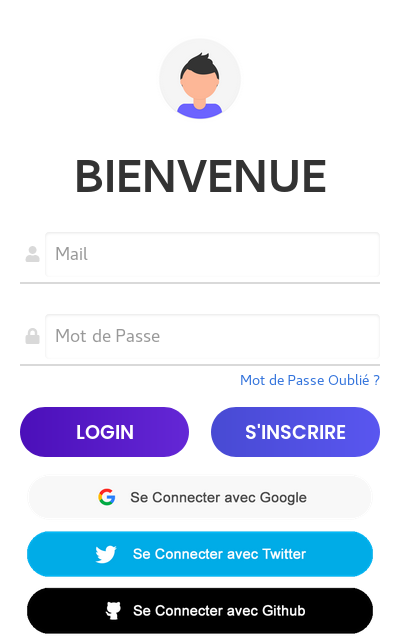 BIENVENUE
Mail
Mot de Passe
Mot de Passe Oublié ?
LOGIN
S'INSCRIRE
Se Connecter avec Google
Se Connecter avec Twitter
Se Connecter avec Github